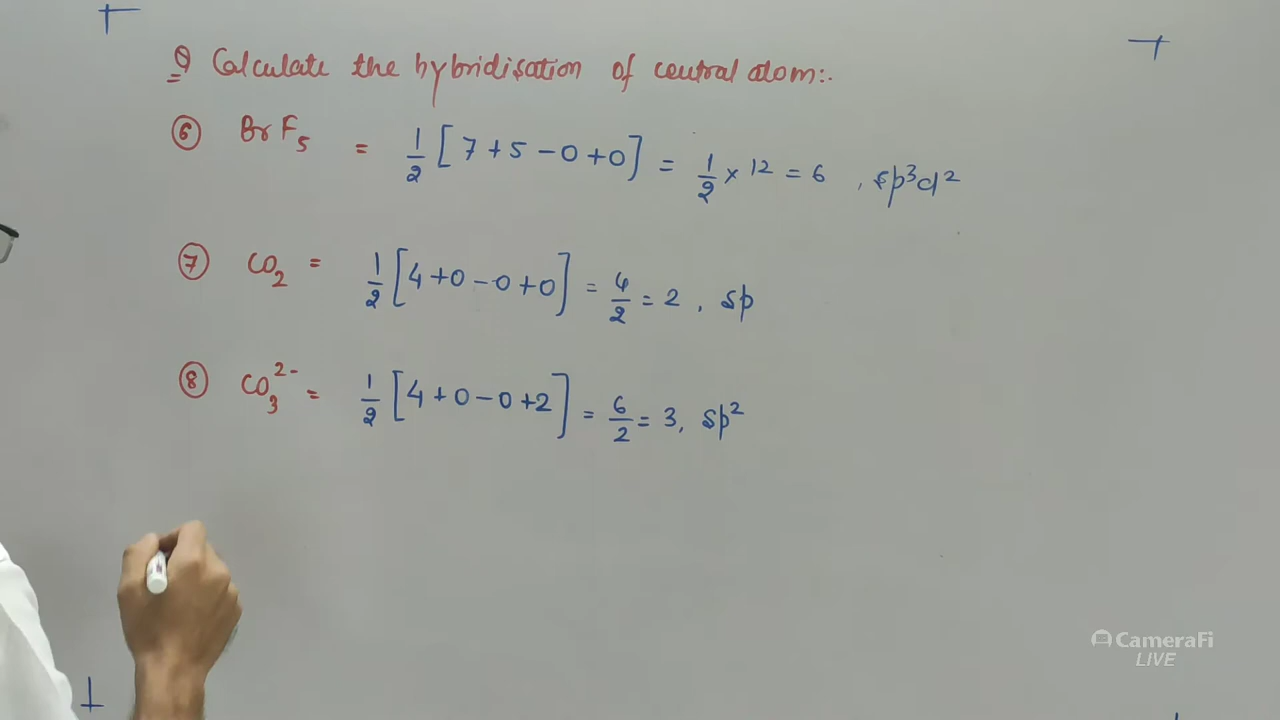 Q Calculate the hybridisation of central atom:.
⑥ BrF₅ = 1/2 [7+5-0+0] = 1/2 × 12 = 6 , sp³d²
⑦ CO₂ = 1/2 [4+0-0+0] = 4/2 = 2 , sp
⑧ CO₃²⁻ = 1/2 [4+0-0+2] = 6/2 = 3, sp²
CameraFi
LIVE